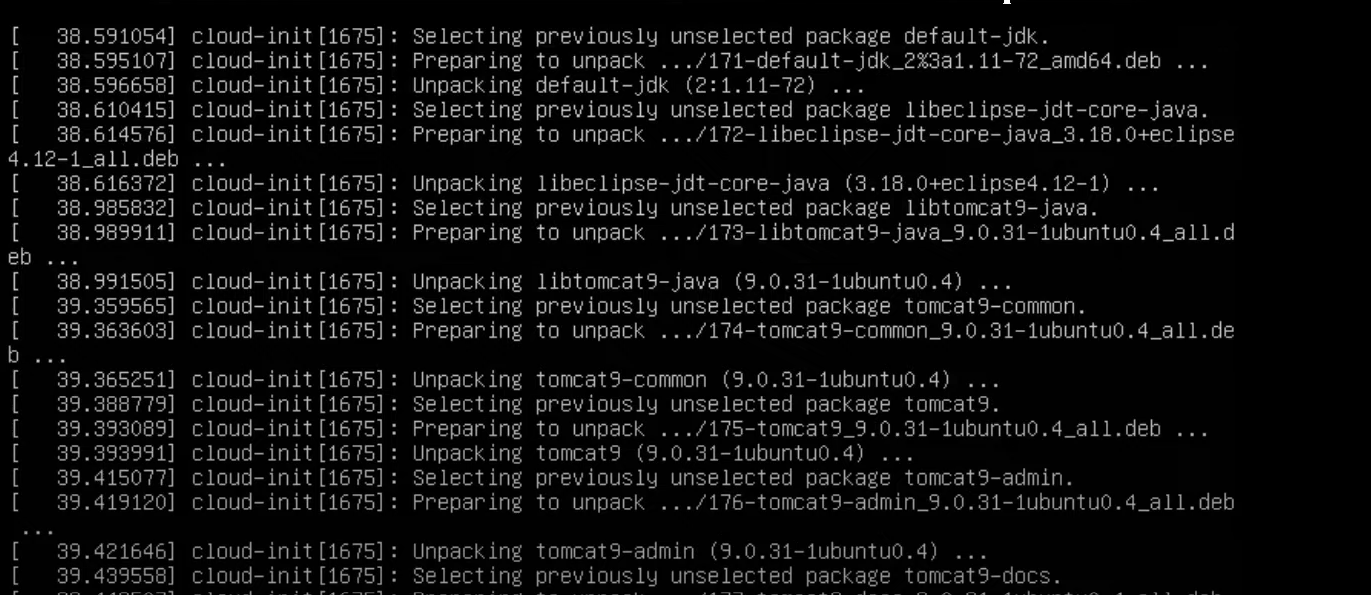 [   38.591054] cloud-init[1675]: Selecting previously unselected package default-jdk.
[   38.595107] cloud-init[1675]: Preparing to unpack .../171-default-jdk_2%3a1.11-72_amd64.deb ...
[   38.596658] cloud-init[1675]: Unpacking default-jdk (2:1.11-72) ...
[   38.610415] cloud-init[1675]: Selecting previously unselected package libeclipse-jdt-core-java.
[   38.614576] cloud-init[1675]: Preparing to unpack .../172-libeclipse-jdt-core-java_3.18.0+eclipse
4.12-1_all.deb ...
[   38.616372] cloud-init[1675]: Unpacking libeclipse-jdt-core-java (3.18.0+eclipse4.12-1) ...
[   38.985832] cloud-init[1675]: Selecting previously unselected package libtomcat9-java.
[   38.989911] cloud-init[1675]: Preparing to unpack .../173-libtomcat9-java_9.0.31-1ubuntu0.4_all.d
eb ...
[   38.991505] cloud-init[1675]: Unpacking libtomcat9-java (9.0.31-1ubuntu0.4) ...
[   39.359565] cloud-init[1675]: Selecting previously unselected package tomcat9-common.
[   39.363603] cloud-init[1675]: Preparing to unpack .../174-tomcat9-common_9.0.31-1ubuntu0.4_all.de
b ...
[   39.365251] cloud-init[1675]: Unpacking tomcat9-common (9.0.31-1ubuntu0.4) ...
[   39.388779] cloud-init[1675]: Selecting previously unselected package tomcat9.
[   39.393089] cloud-init[1675]: Preparing to unpack .../175-tomcat9_9.0.31-1ubuntu0.4_all.deb ...
[   39.393991] cloud-init[1675]: Unpacking tomcat9 (9.0.31-1ubuntu0.4) ...
[   39.415077] cloud-init[1675]: Selecting previously unselected package tomcat9-admin.
[   39.419120] cloud-init[1675]: Preparing to unpack .../176-tomcat9-admin_9.0.31-1ubuntu0.4_all.deb
 ...
[   39.421646] cloud-init[1675]: Unpacking tomcat9-admin (9.0.31-1ubuntu0.4) ...
[   39.439558] cloud-init[1675]: Selecting previously unselected package tomcat9-docs.